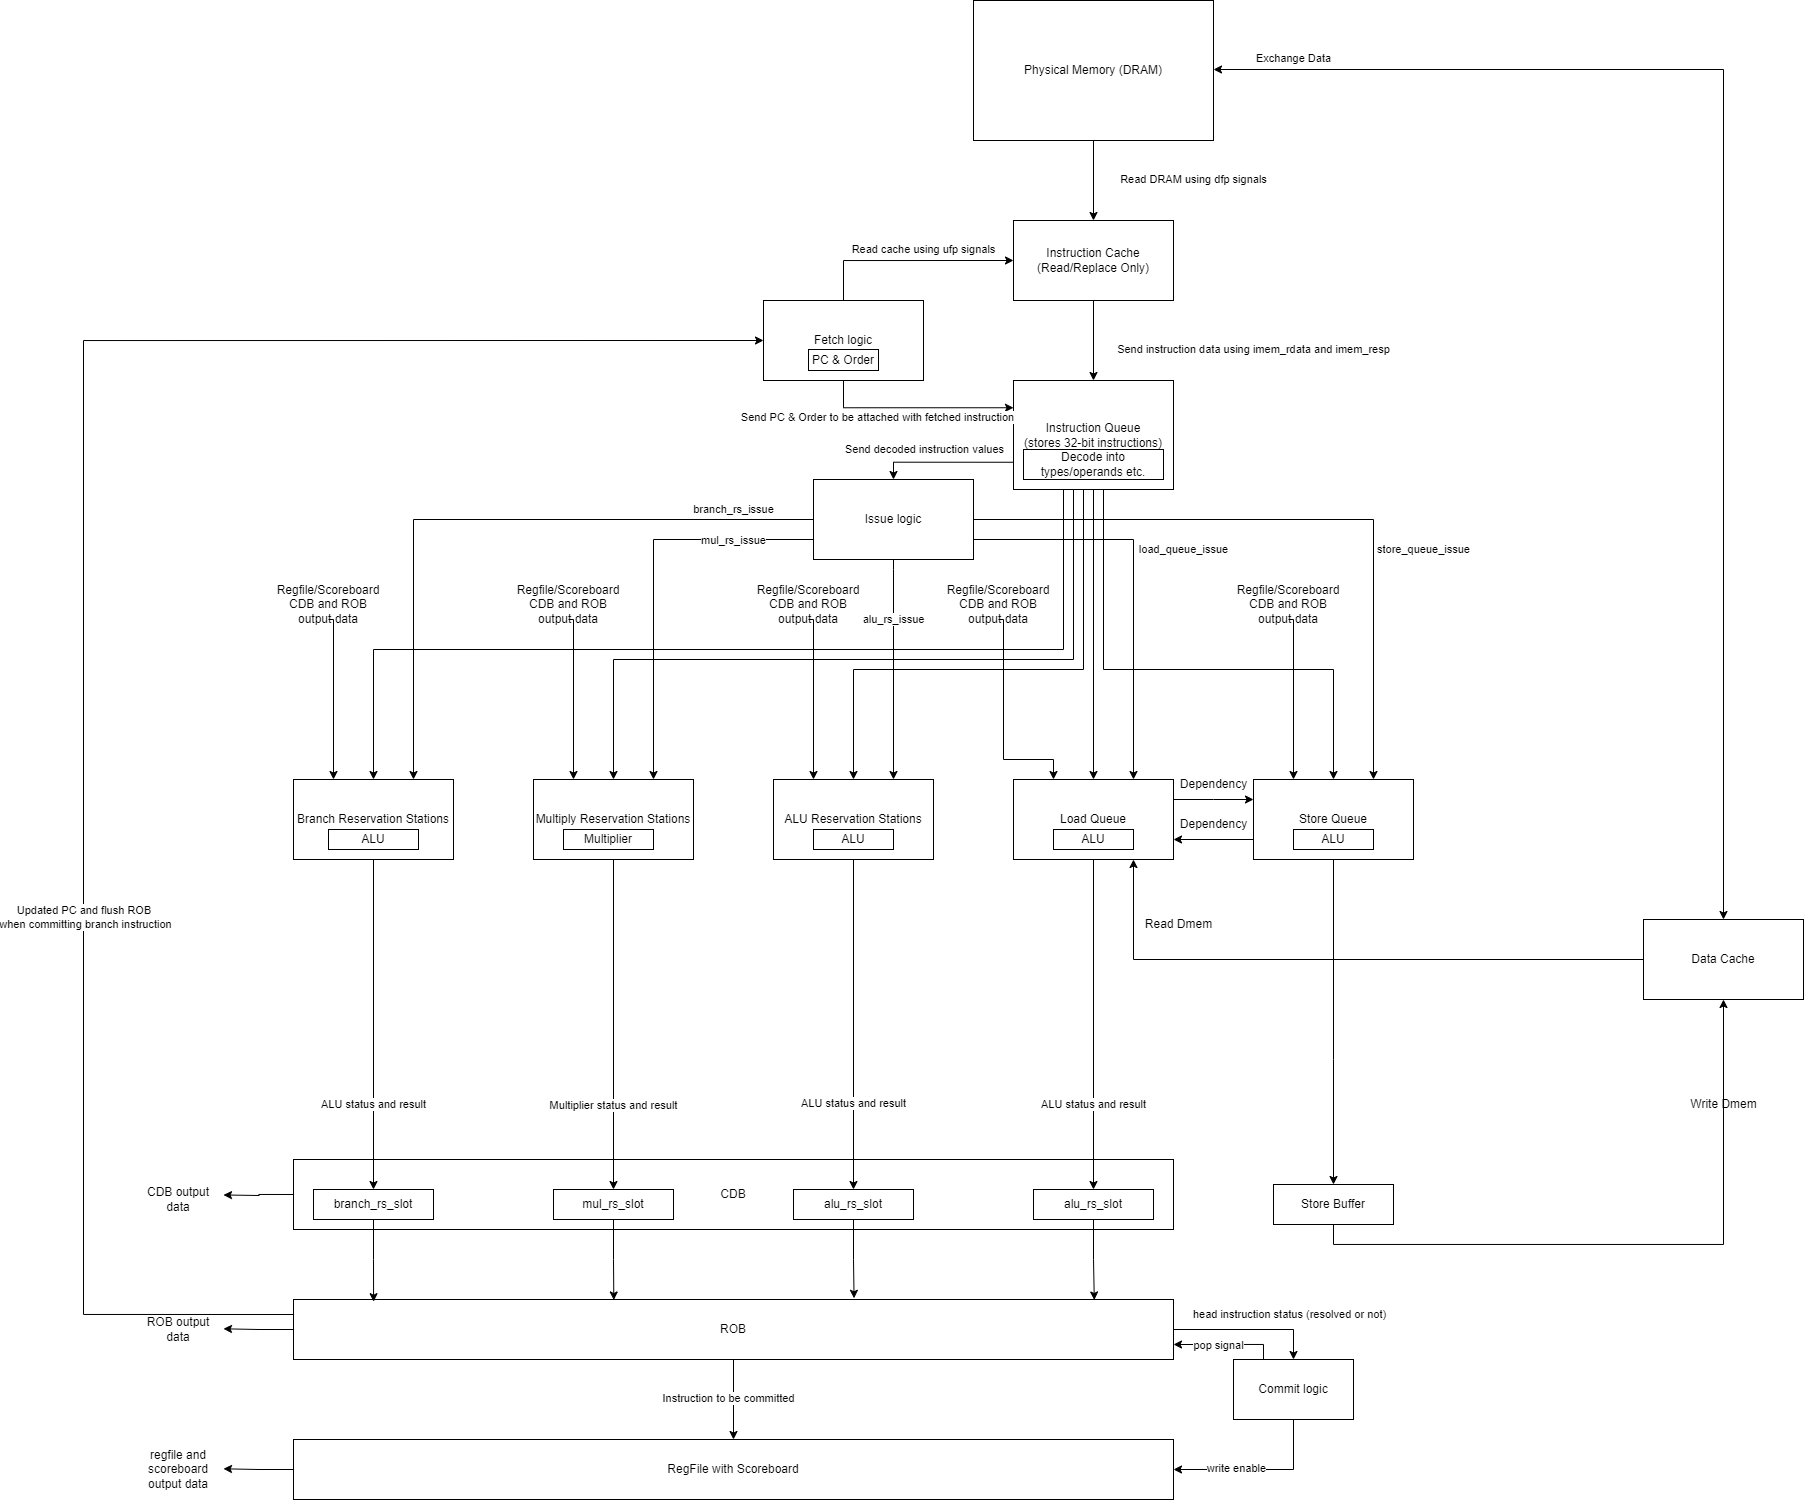 Physical Memory (DRAM)
Exchange Data
Read DRAM using dfp signals
Read cache using ufp signals
Instruction Cache
(Read/Replace Only)
Fetch logic
PC & Order
Send instruction data using imem_rdata and imem_resp
Send PC & Order to be attached with fetched instruction
Instruction Queue
(stores 32-bit instructions)
Decode into
types/operands etc.
Send decoded instruction values
Issue logic
branch_rs_issue
mul_rs_issue
load_queue_issue
store_queue_issue
Regfile/Scoreboard
CDB and ROB
output data
Regfile/Scoreboard
CDB and ROB
output data
Regfile/Scoreboard
CDB and ROB
output data
alu_rs_issue
Regfile/Scoreboard
CDB and ROB
output data
Regfile/Scoreboard
CDB and ROB
output data
Branch Reservation Stations
ALU
Multiply Reservation Stations
Multiplier
ALU Reservation Stations
ALU
Load Queue
ALU
Dependency
Dependency
Store Queue
ALU
Updated PC and flush ROB
when committing branch instruction
Read Dmem
Data Cache
ALU status and result
Multiplier status and result
ALU status and result
ALU status and result
Write Dmem
CDB output
data
branch_rs_slot
mul_rs_slot
CDB
alu_rs_slot
alu_rs_slot
Store Buffer
ROB output
data
ROB
head instruction status (resolved or not)
pop signal
Commit logic
Instruction to be committed
regfile and
scoreboard
output data
RegFile with Scoreboard
write enable